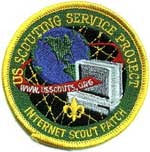 US SCOUTING SERVICE PROJECT
WWW.USSCOUTS.ORG
INTERNET SCOUT PATCH